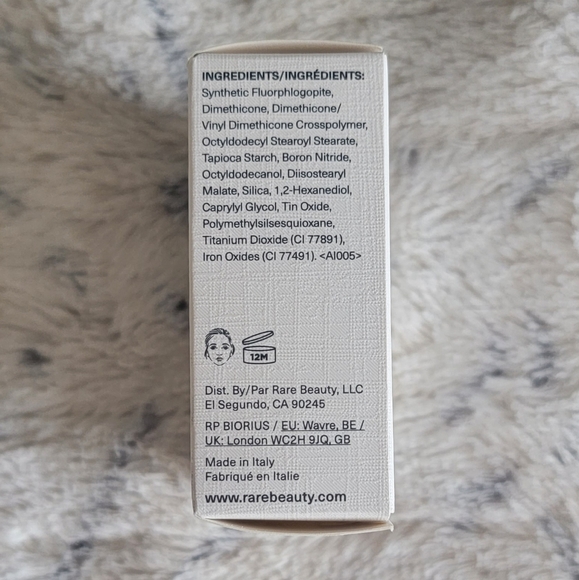 INGREDIENTS/INGRÉDIENTS:
Synthetic Fluorphlogopite,
Dimethicone, Dimethicone/
Vinyl Dimethicone Crosspolymer,
Octyldodecyl Stearoyl Stearate,
Tapioca Starch, Boron Nitride,
Octyldodecanol, Diisostearyl
Malate, Silica, 1,2-Hexanediol,
Caprylyl Glycol, Tin Oxide,
Polymethylsilsesquioxane,
Titanium Dioxide (CI 77891),
Iron Oxides (CI 77491). <AI005>
12M
Dist. By/Par Rare Beauty, LLC
El Segundo, CA 90245
RP BIORIUS / EU: Wavre, BE /
UK: London WC2H 9JQ, GB
Made in Italy
Fabriqué en Italie
www.rarebeauty.com